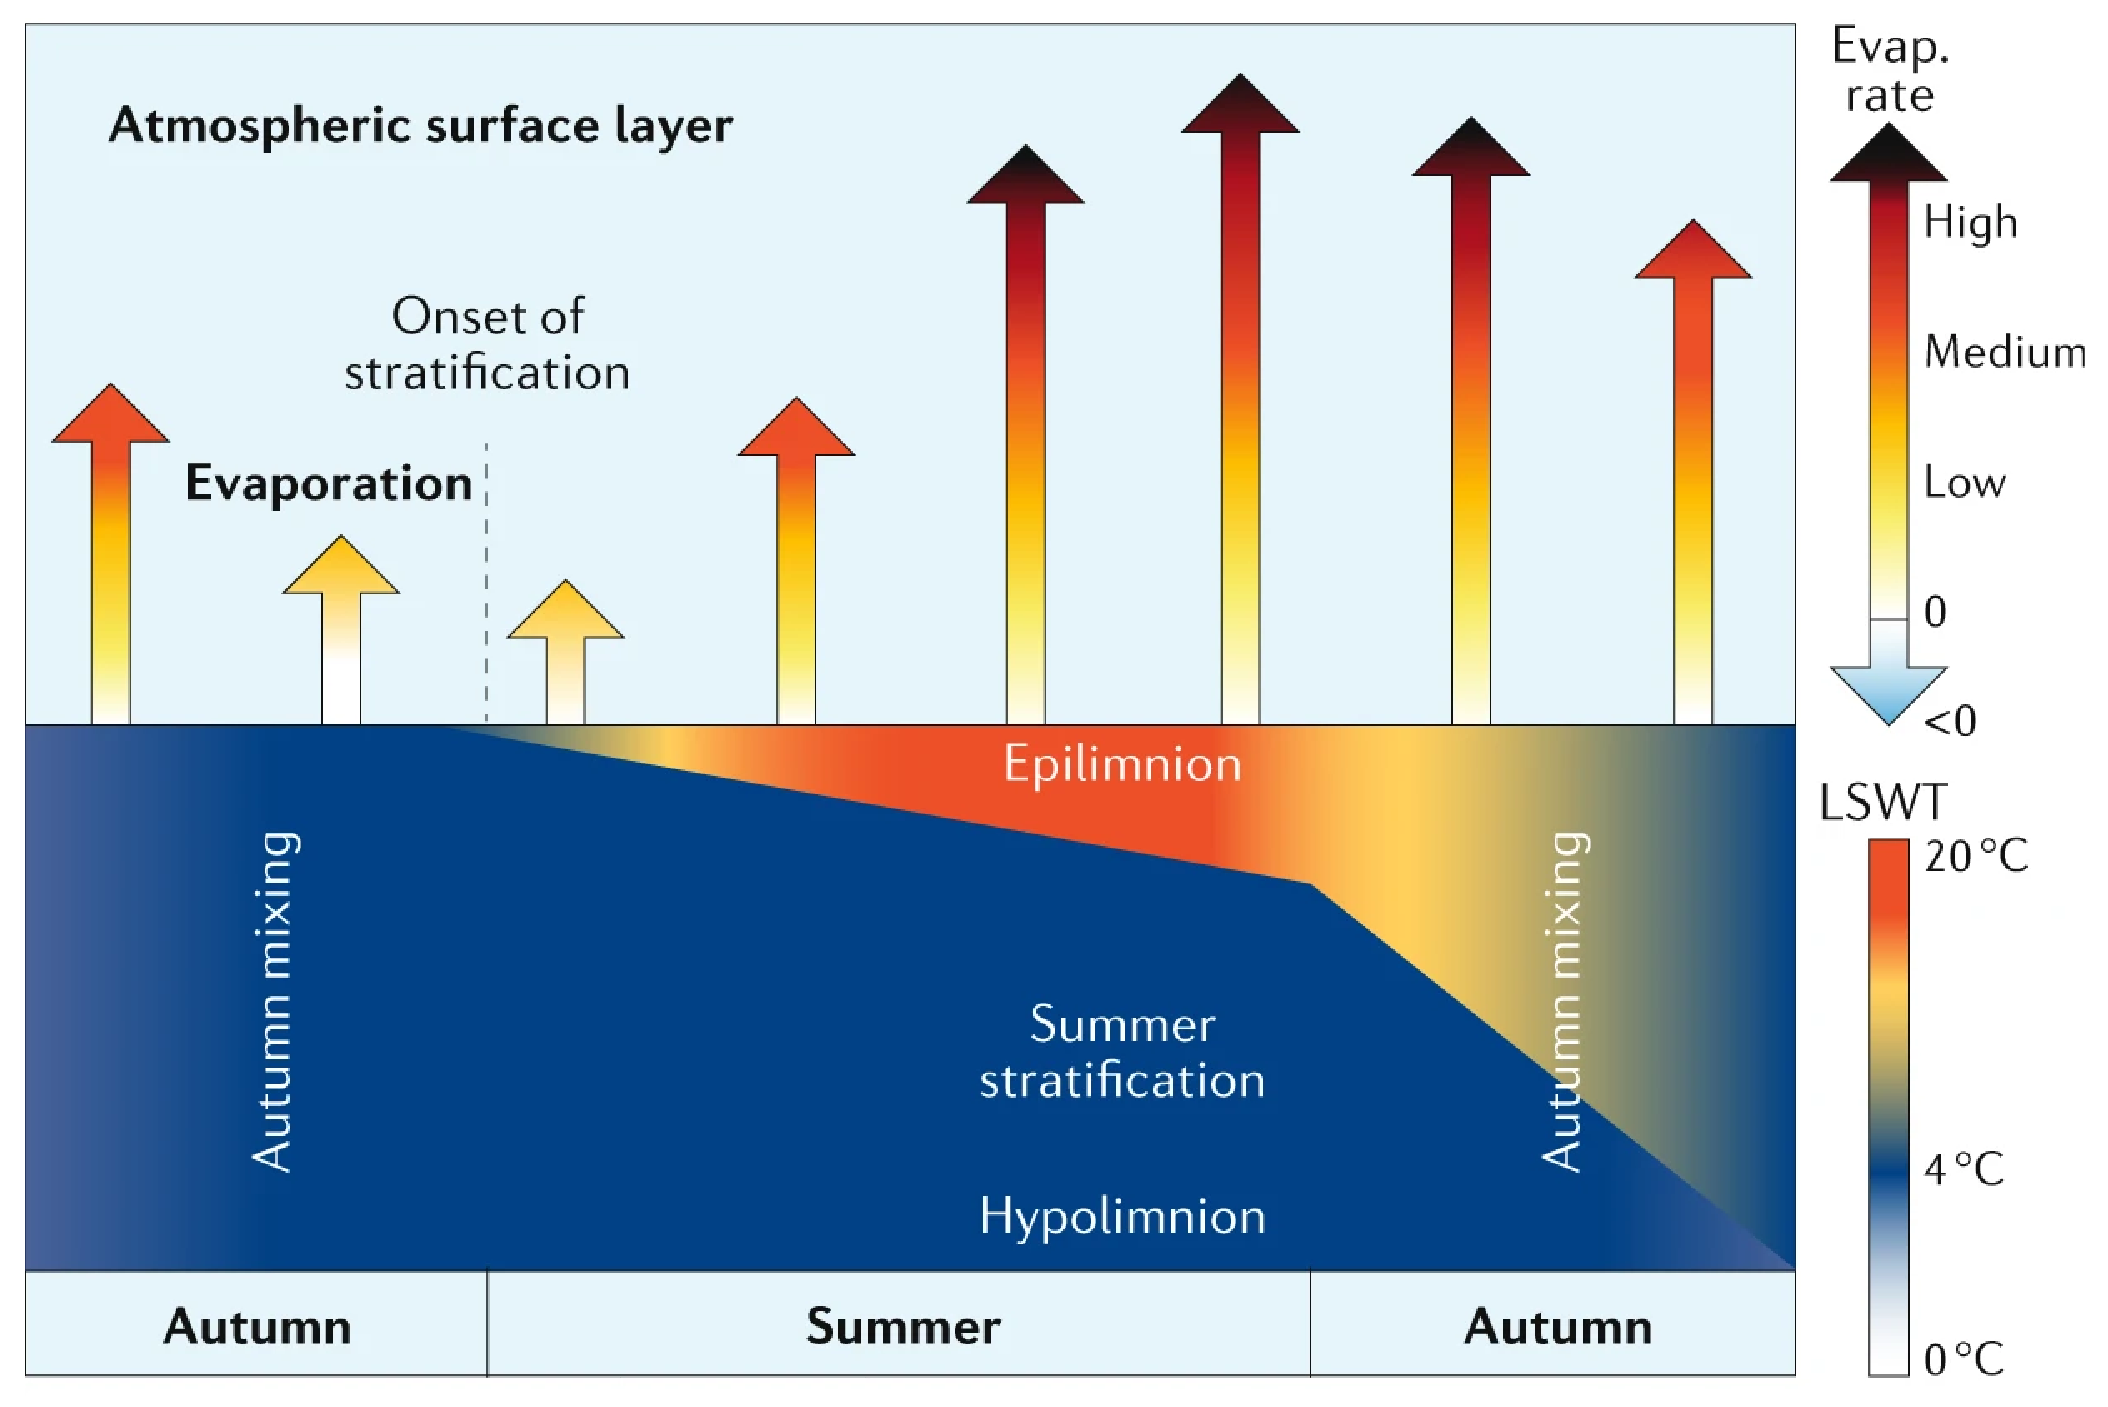 Atmospheric surface layer
Onset of
stratification
Evaporation
Epilimnion
Autumn mixing
Summer
stratification
Hypolimnion
Autumn mixing
Autumn
Summer
Autumn
Evap.
rate
High
Medium
Low
0
<0
LSWT
20 °C
4 °C
0 °C